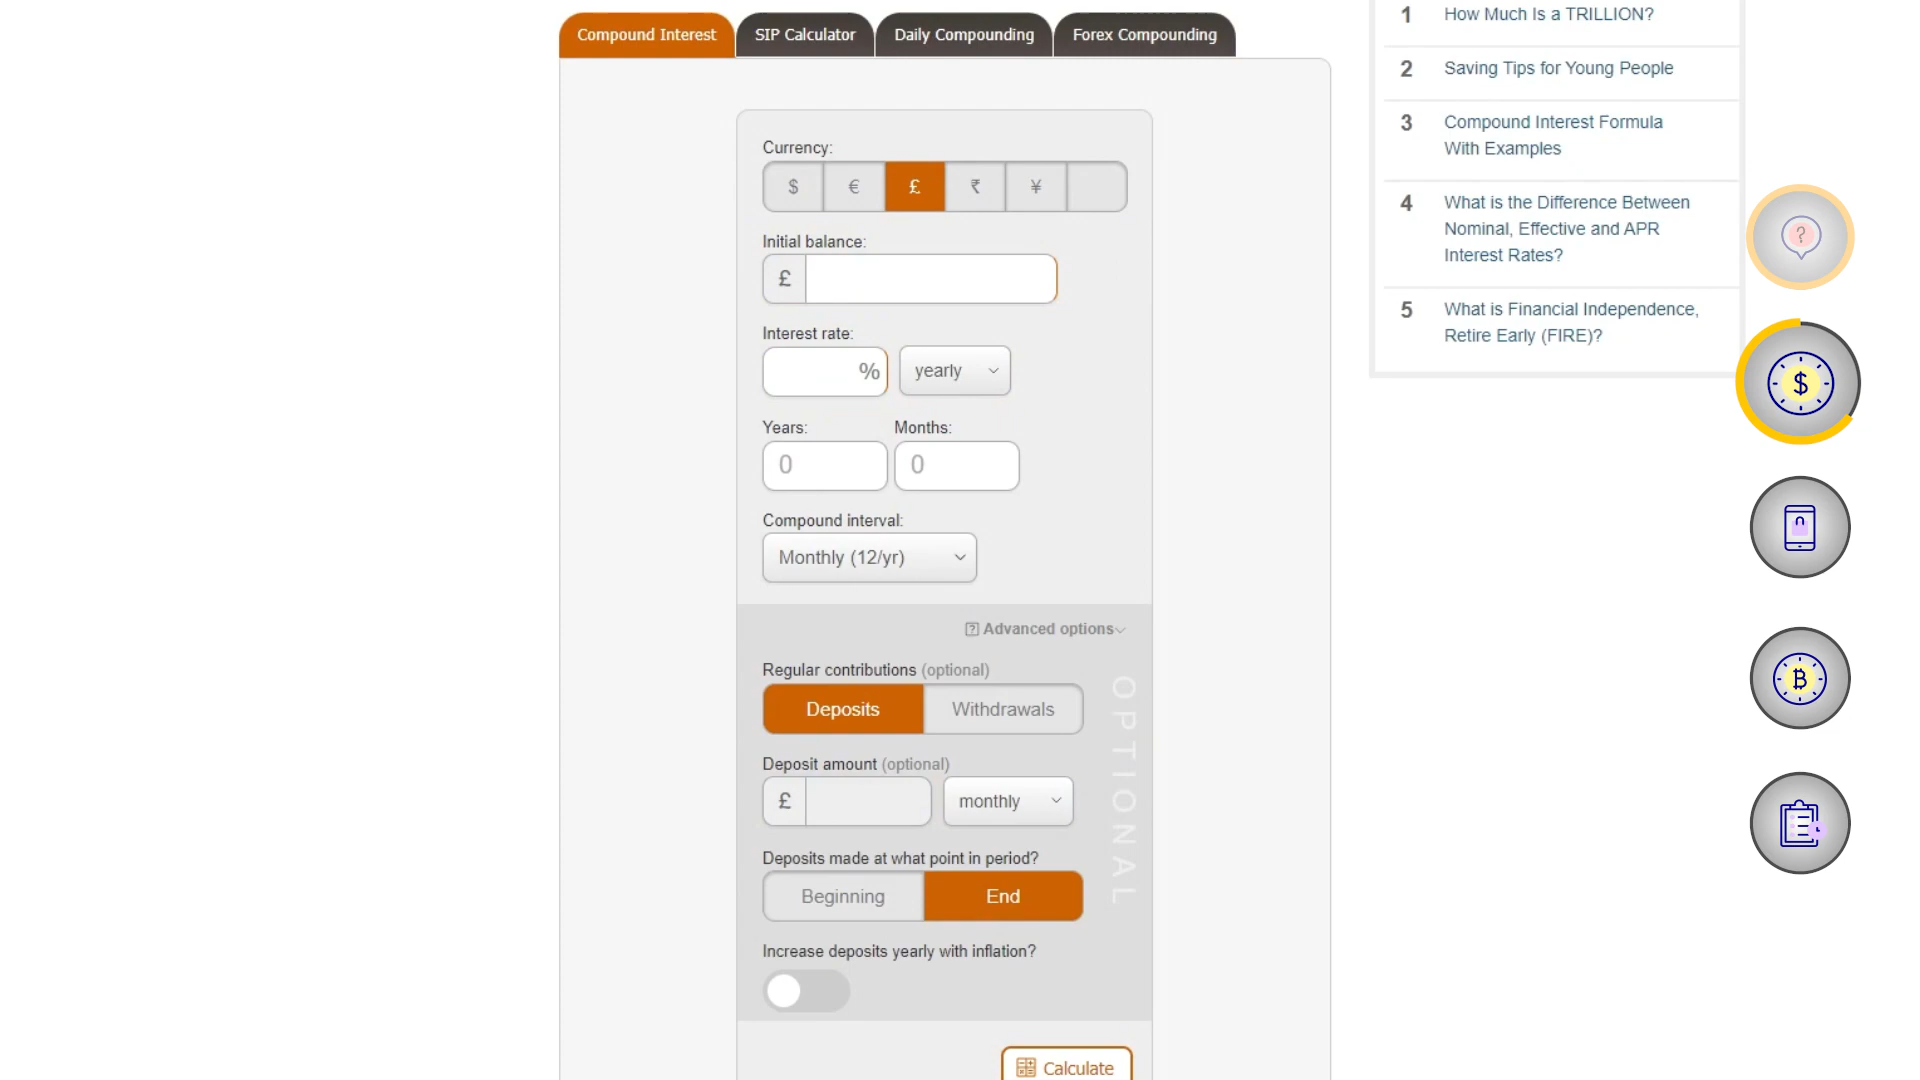 Compound Interest
SIP Calculator
Daily Compounding
Forex Compounding
Currency:
$
€
£
₹
¥
Initial balance:
£
Interest rate:
%
yearly
Years:
Months:
0
0
Compound interval:
Monthly (12/yr)
? Advanced options
Regular contributions (optional)
Deposits
Withdrawals
Deposit amount (optional)
£
monthly
Deposits made at what point in period?
Beginning
End
Increase deposits yearly with inflation?
OPTIONAL
Calculate
1 How Much Is a TRILLION?
2 Saving Tips for Young People
3 Compound Interest Formula
With Examples
4 What is the Difference Between
Nominal, Effective and APR
Interest Rates?
5 What is Financial Independence,
Retire Early (FIRE)?
?
$
₿